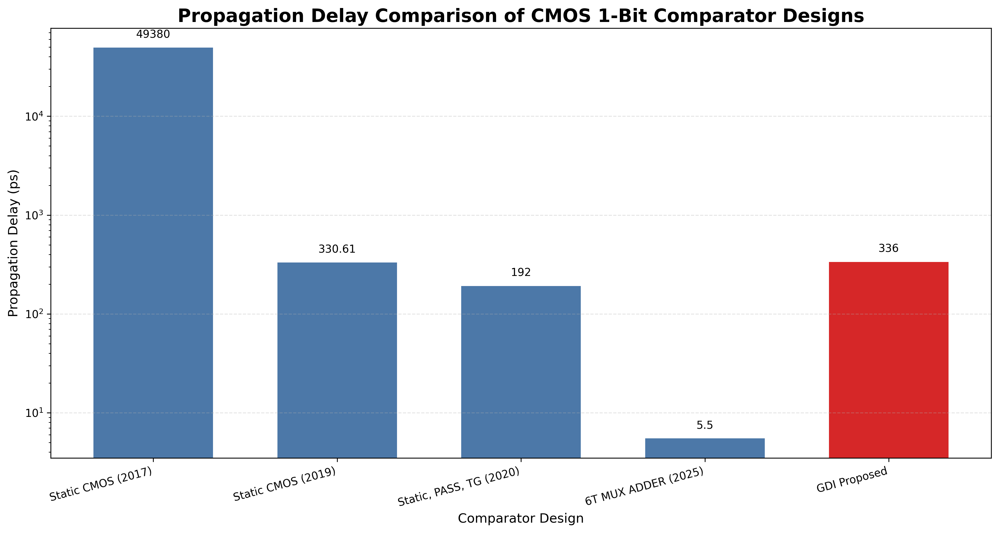 Propagation Delay Comparison of CMOS 1-Bit Comparator Designs
Propagation Delay (ps)
10⁴
10³
10²
10¹
49380
330.61
192
5.5
336
Static CMOS (2017)
Static CMOS (2019)
Static, PASS, TG (2020)
6T MUX ADDER (2025)
GDI Proposed
Comparator Design